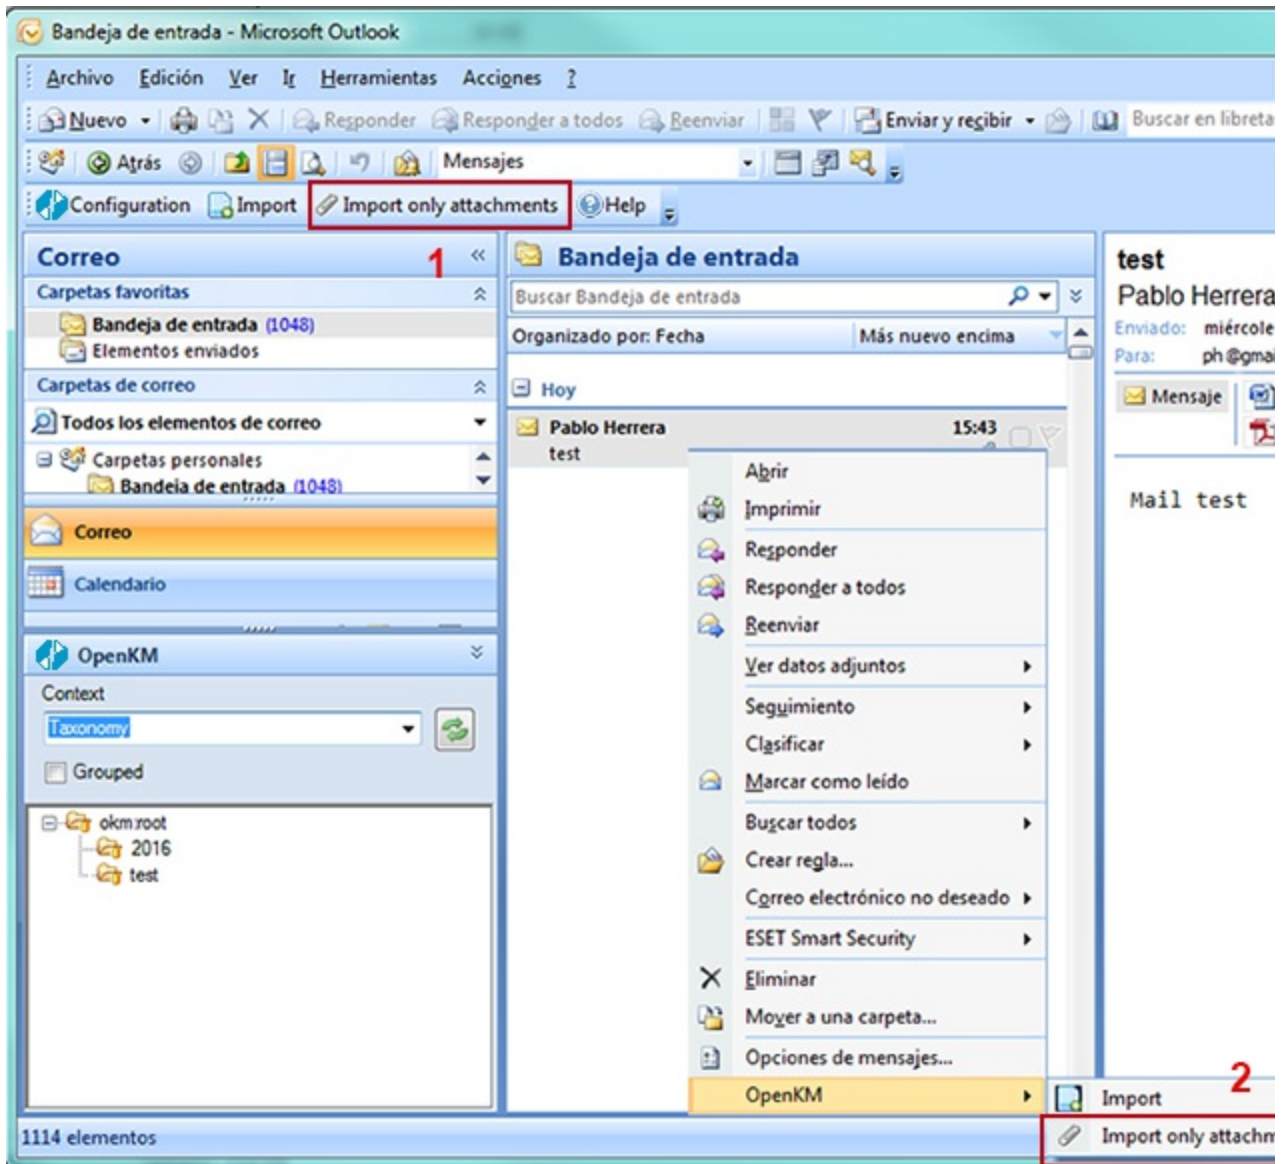 Bandeja de entrada - Microsoft Outlook
Archivo Edición Ver Ir Herramientas Acciones ?
Nuevo Responder Responder a todos Reenviar Enviar y recibir Buscar en libreta
Atrás Mensajes
Configuration Import Import only attachments Help
1
Correo
Carpetas favoritas
Bandeja de entrada (1048)
Elementos enviados
Carpetas de correo
Todos los elementos de correo
Carpetas personales
Bandeja de entrada (1048)
Correo
Calendario
OpenKM
Context
Taxonomy
Grouped
okm:root
2016
test
1114 elementos
Bandeja de entrada
Buscar Bandeja de entrada
Organizado por: Fecha Más nuevo encima
Hoy
Pablo Herrera 15:43
test
Abrir
Imprimir
Responder
Responder a todos
Reenviar
Ver datos adjuntos
Seguimiento
Clasificar
Marcar como leído
Buscar todos
Crear regla...
Correo electrónico no deseado
ESET Smart Security
Eliminar
Mover a una carpeta...
Opciones de mensajes...
OpenKM
2
Import
Import only attachm
test
Pablo Herrera
Enviado: miércole
Para: ph@gmai
Mensaje
Mail test